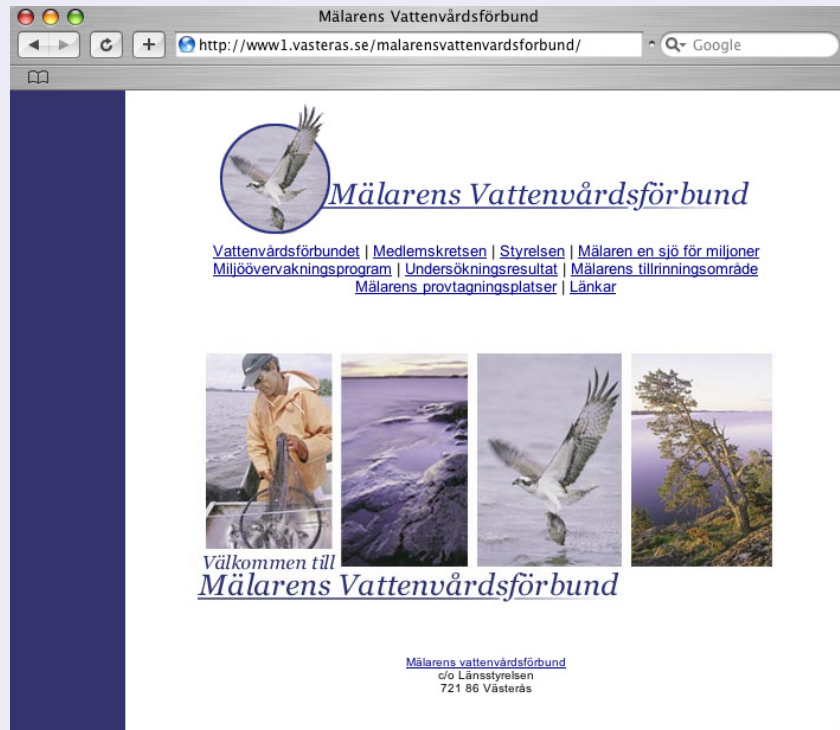 Mälarens Vattenvårdsförbund
http://www1.vasteras.se/malarensvattenvardsforbund/
Google
Mälarens Vattenvårdsförbund
Vattenvårdsförbundet | Medlemskretsen | Styrelsen | Mälaren en sjö för miljoner
Miljöövervakningsprogram | Undersökningsresultat | Mälarens tillrinningsområde
Mälarens provtagningsplatser | Länkar
Välkommen till
Mälarens Vattenvårdsförbund
Mälarens vattenvårdsförbund
c/o Länsstyrelsen
721 86 Västerås